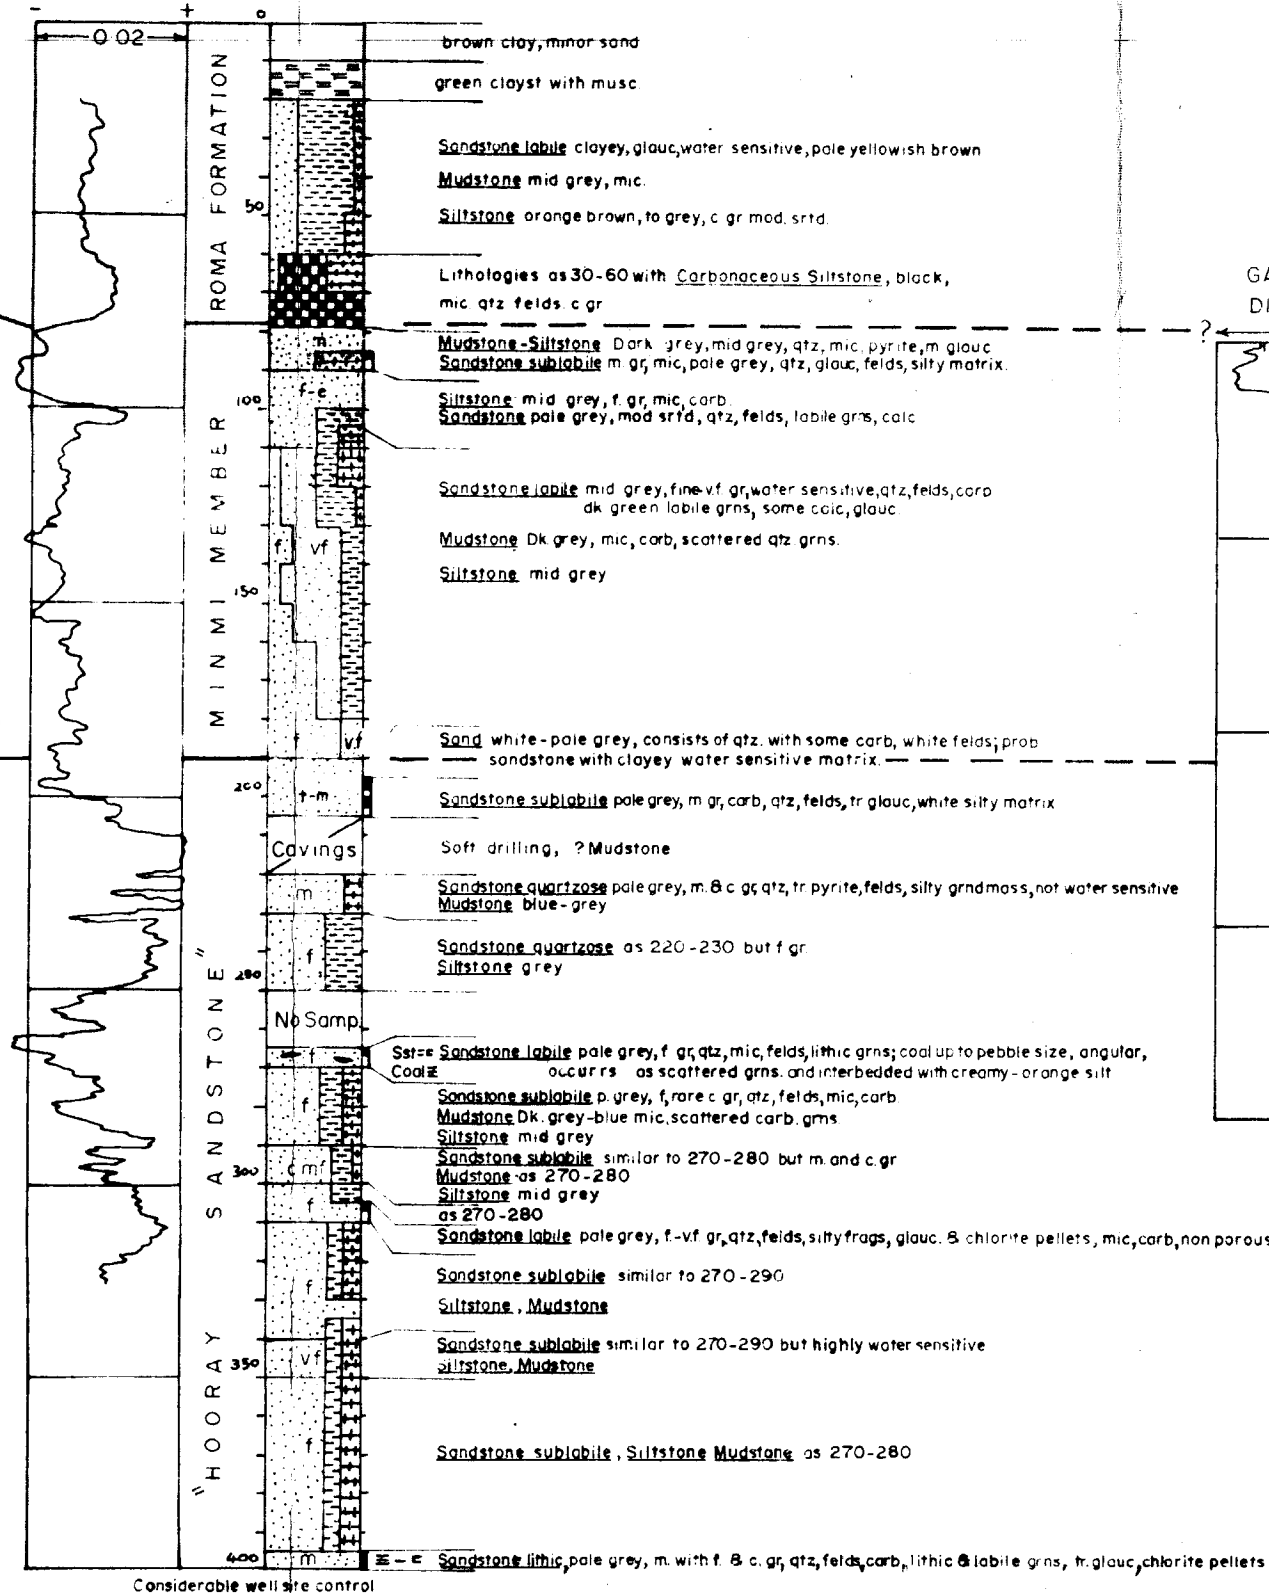 - + 0
0.02
brown clay, minor sand
green clayst with musc.
Sandstone labile clayey, glauc, water sensitive, pale yellowish brown
Mudstone mid grey, mic.
ROMA FORMATION
50
Siltstone orange brown, to grey, c gr mod. srtd.
Lithologies as 30-60 with Carbonaceous Siltstone, black,
mic. qtz felds. c gr
GA
D
?
m
Mudstone-Siltstone Dark grey, mid grey, qtz, mic, pyrite, m glauc
Sandstone sublabile m gr, mic, pale grey, qtz, glauc, felds, silty matrix.
f-c
Siltstone mid grey, f. gr, mic, carb.
100
Sandstone pale grey, mod srtd, qtz, felds, labile grns, calc
MINMI MEMBER
Sandstone labile mid grey, fine-v.f. gr, water sensitive, qtz, felds, carb
dk green labile grns, some calc, glauc.
f vf
Mudstone Dk. grey, mic, carb, scattered qtz grns.
Siltstone mid grey
150
f v.f
Sand white-pale grey, consists of qtz. with some carb, white felds; prob
sandstone with clayey water sensitive matrix.
200
f-m
Sandstone sublabile pale grey, m gr, carb, qtz, felds, tr glauc, white silty matrix
Cavings
Soft drilling, ? Mudstone
m
Sandstone quartzose pale grey, m. & c gr, qtz, tr. pyrite, felds, silty grndmass, not water sensitive
Mudstone blue-grey
f
Sandstone quartzose as 220-230 but f gr.
Siltstone grey
"HOORAY SANDSTONE"
250
No Samp.
f
Sst=
Sandstone labile pale grey, f gr, qtz, mic, felds, lithic grns; coal up to pebble size, angular,
Coal
occurrs as scattered grns. and interbedded with creamy-orange silt
f
Sandstone sublabile p. grey, f, rare c gr, qtz, felds, mic, carb.
Mudstone Dk. grey-blue mic, scattered carb. grns.
Siltstone mid grey
c mf
Sandstone sublabile similar to 270-280 but m. and c. gr
300
Mudstone as 270-280
Siltstone mid grey
f
as 270-280
Sandstone labile pale grey, f.-v.f gr, qtz, felds, silty frags, glauc. & chlorite pellets, mic, carb, non porous
f
Sandstone sublabile similar to 270-290
Siltstone, Mudstone
Sandstone sublabile similar to 270-290 but highly water sensitive
350
vf
Siltstone, Mudstone
f
Sandstone sublabile, Siltstone Mudstone as 270-280
400
m
Sandstone lithic, pale grey, m. with f. & c. gr, qtz, felds, carb, lithic & labile grns, tr. glauc, chlorite pellets
Considerable well site control